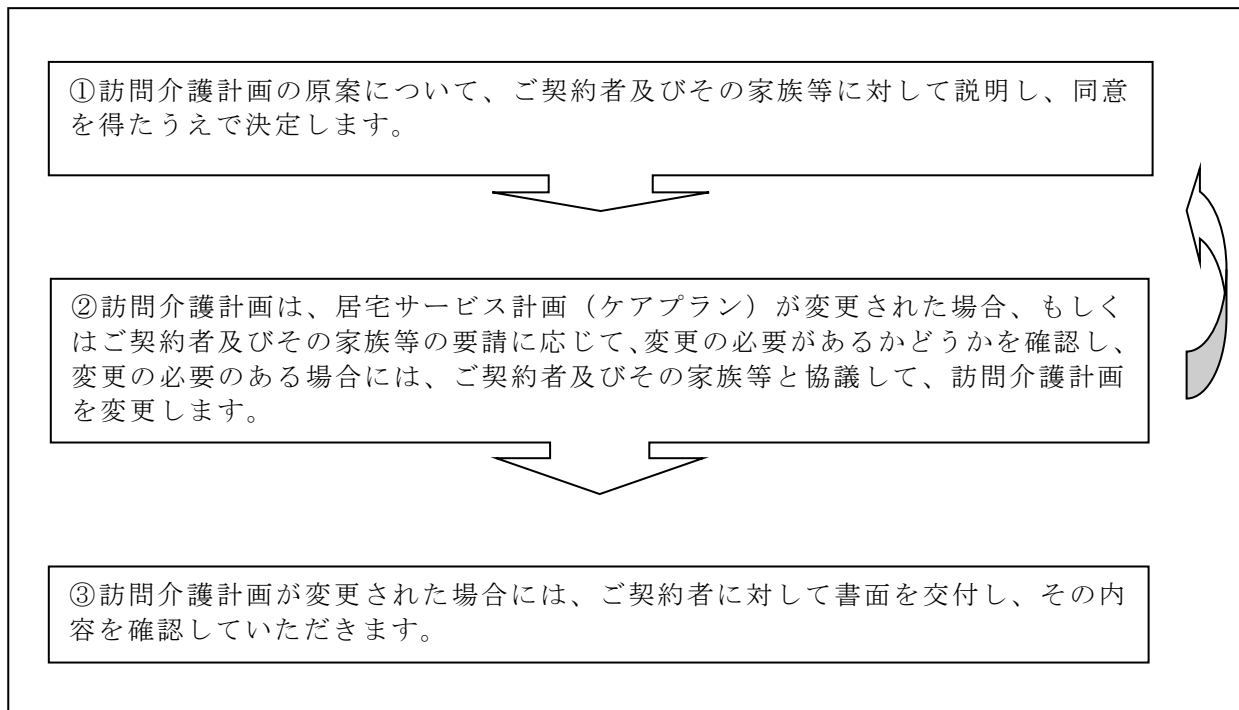 ①訪問介護計画の原案について、ご契約者及びその家族等に対して説明し、同意
を得たうえで決定します。
②訪問介護計画は、居宅サービス計画（ケアプラン）が変更された場合、もしく
はご契約者及びその家族等の要請に応じて、変更の必要があるかどうかを確認し、
変更の必要のある場合には、ご契約者及びその家族等と協議して、訪問介護計画
を変更します。
③訪問介護計画が変更された場合には、ご契約者に対して書面を交付し、その内
容を確認していただきます。